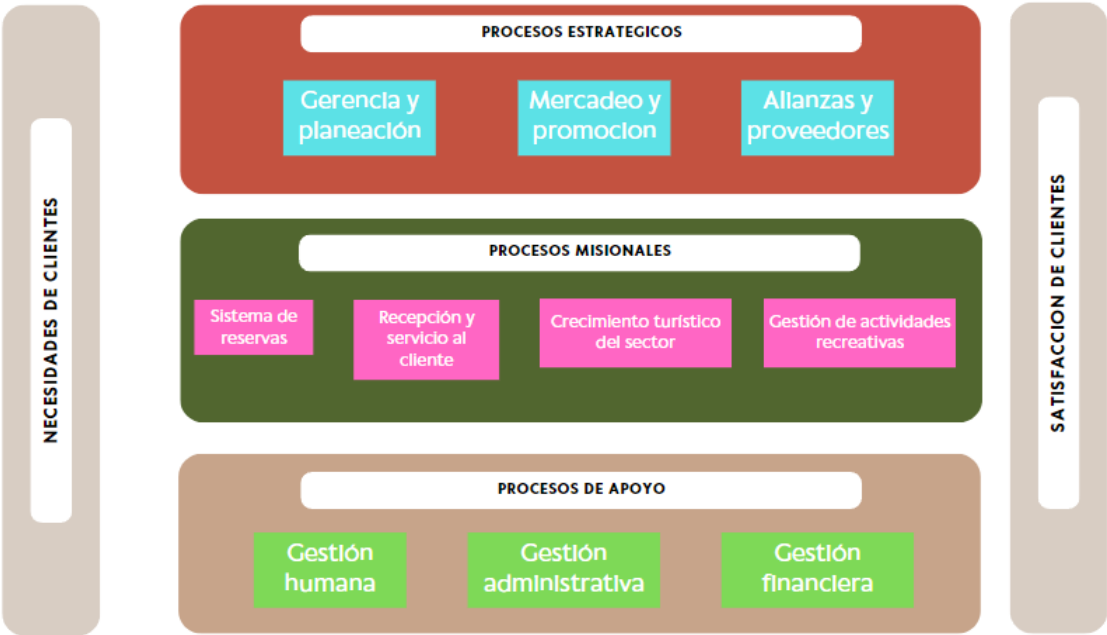 NECESIDADES DE CLIENTES
PROCESOS ESTRATEGICOS
Gerencia y
planeación
Mercadeo y
promocion
Alianzas y
proveedores
PROCESOS MISIONALES
Sistema de
reservas
Recepción y
servicio al
cliente
Crecimiento turístico
del sector
Gestión de actividades
recreativas
PROCESOS DE APOYO
Gestión
humana
Gestión
administrativa
Gestión
financiera
SATISFACCION DE CLIENTES